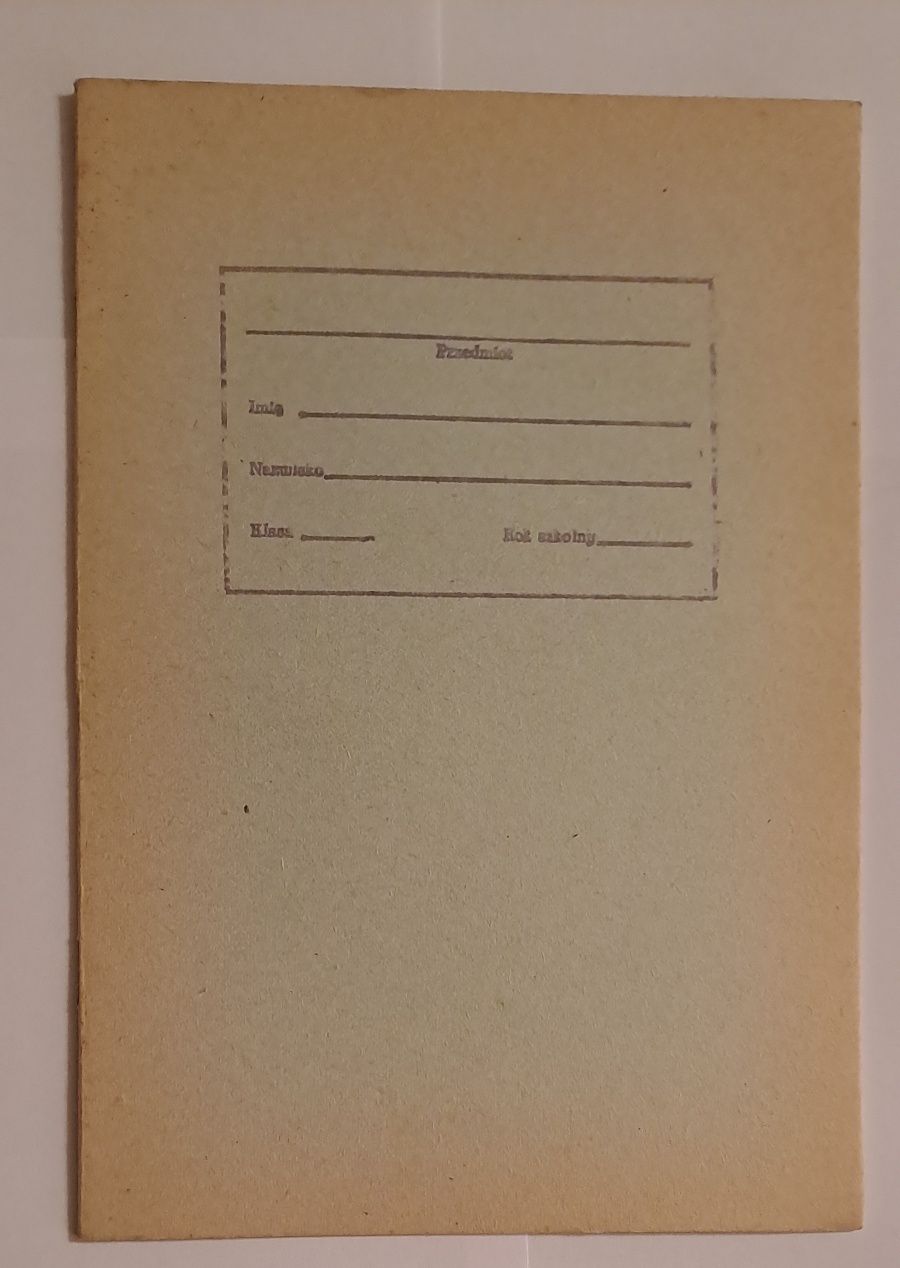 Przedmiot
Imię
Nazwisko
Klasa Rok szkolny